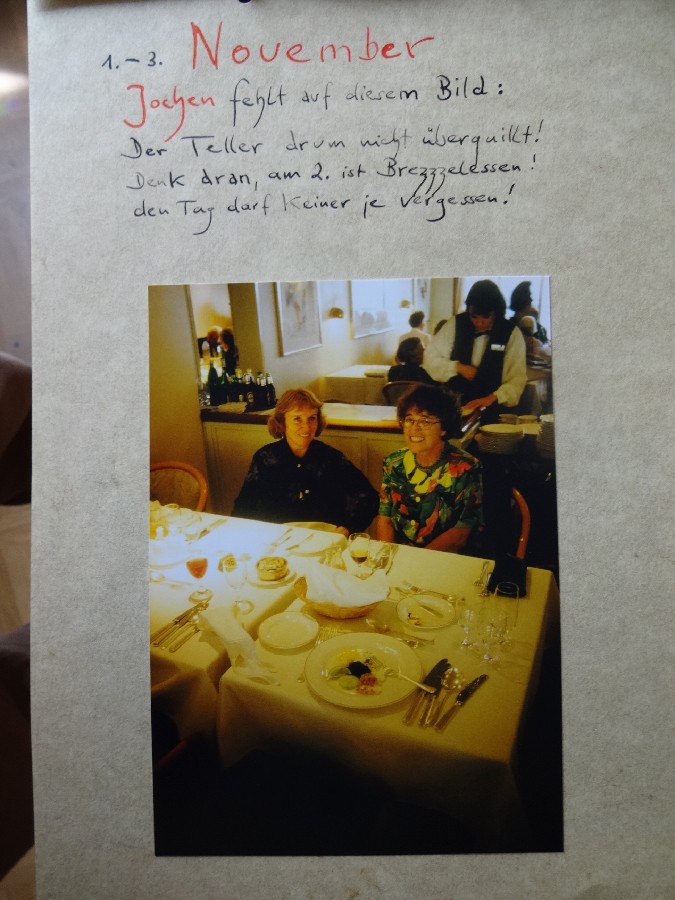 1.–3. November
Jochen fehlt auf diesem Bild:
Der Teller drum nicht überquillt!
Denk dran, am 2. ist Brezzzelessen!
den Tag darf Keiner je vergessen!